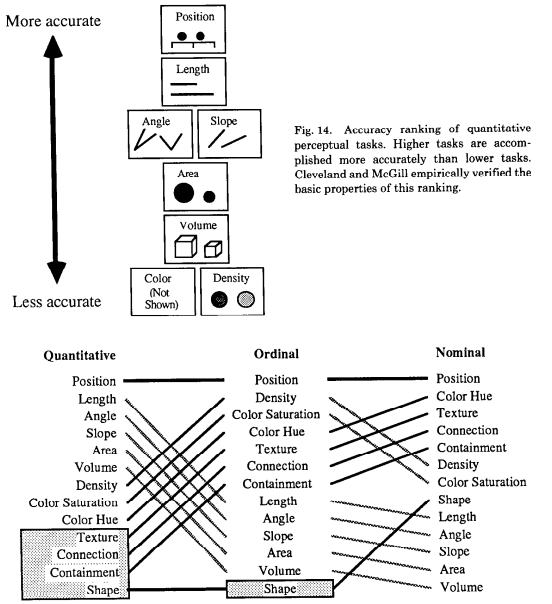 More accurate
Position
Length
Angle Slope
Area
Volume
Color (Not Shown)
Density
Less accurate
Fig. 14. Accuracy ranking of quantitative
perceptual tasks. Higher tasks are accom-
plished more accurately than lower tasks.
Cleveland and McGill empirically verified the
basic properties of this ranking.
Quantitative
Position
Length
Angle
Slope
Area
Volume
Density
Color Saturation
Color Hue
Texture
Connection
Containment
Shape
Ordinal
Position
Density
Color Saturation
Color Hue
Texture
Connection
Containment
Length
Angle
Slope
Area
Volume
Shape
Nominal
Position
Color Hue
Texture
Connection
Containment
Density
Color Saturation
Shape
Length
Angle
Slope
Area
Volume